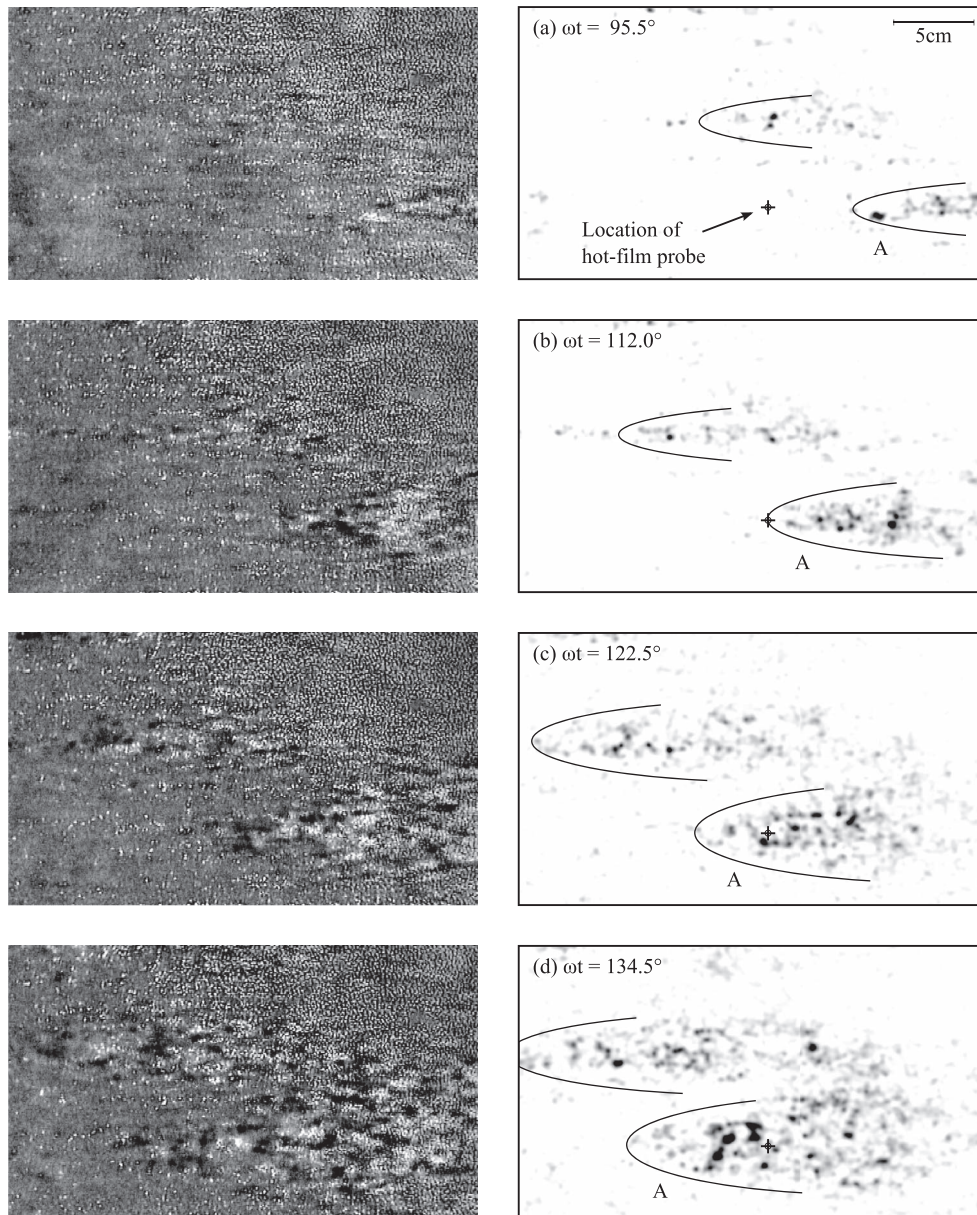 (a) ωt = 95.5°
5cm
Location of
hot-film probe
A
(b) ωt = 112.0°
A
(c) ωt = 122.5°
A
(d) ωt = 134.5°
A